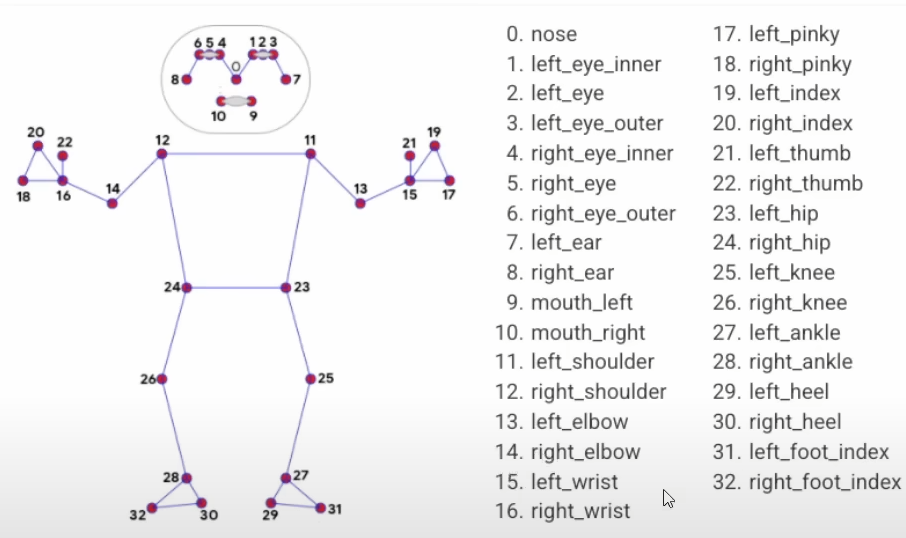 6 5 4 1 2 3
0
8 7
10 9
20 22 12 11 21 19
18 16 14 13 15 17
24 23
26 25
28 27
32 30 29 31
0. nose
1. left_eye_inner
2. left_eye
3. left_eye_outer
4. right_eye_inner
5. right_eye
6. right_eye_outer
7. left_ear
8. right_ear
9. mouth_left
10. mouth_right
11. left_shoulder
12. right_shoulder
13. left_elbow
14. right_elbow
15. left_wrist
16. right_wrist
17. left_pinky
18. right_pinky
19. left_index
20. right_index
21. left_thumb
22. right_thumb
23. left_hip
24. right_hip
25. left_knee
26. right_knee
27. left_ankle
28. right_ankle
29. left_heel
30. right_heel
31. left_foot_index
32. right_foot_index